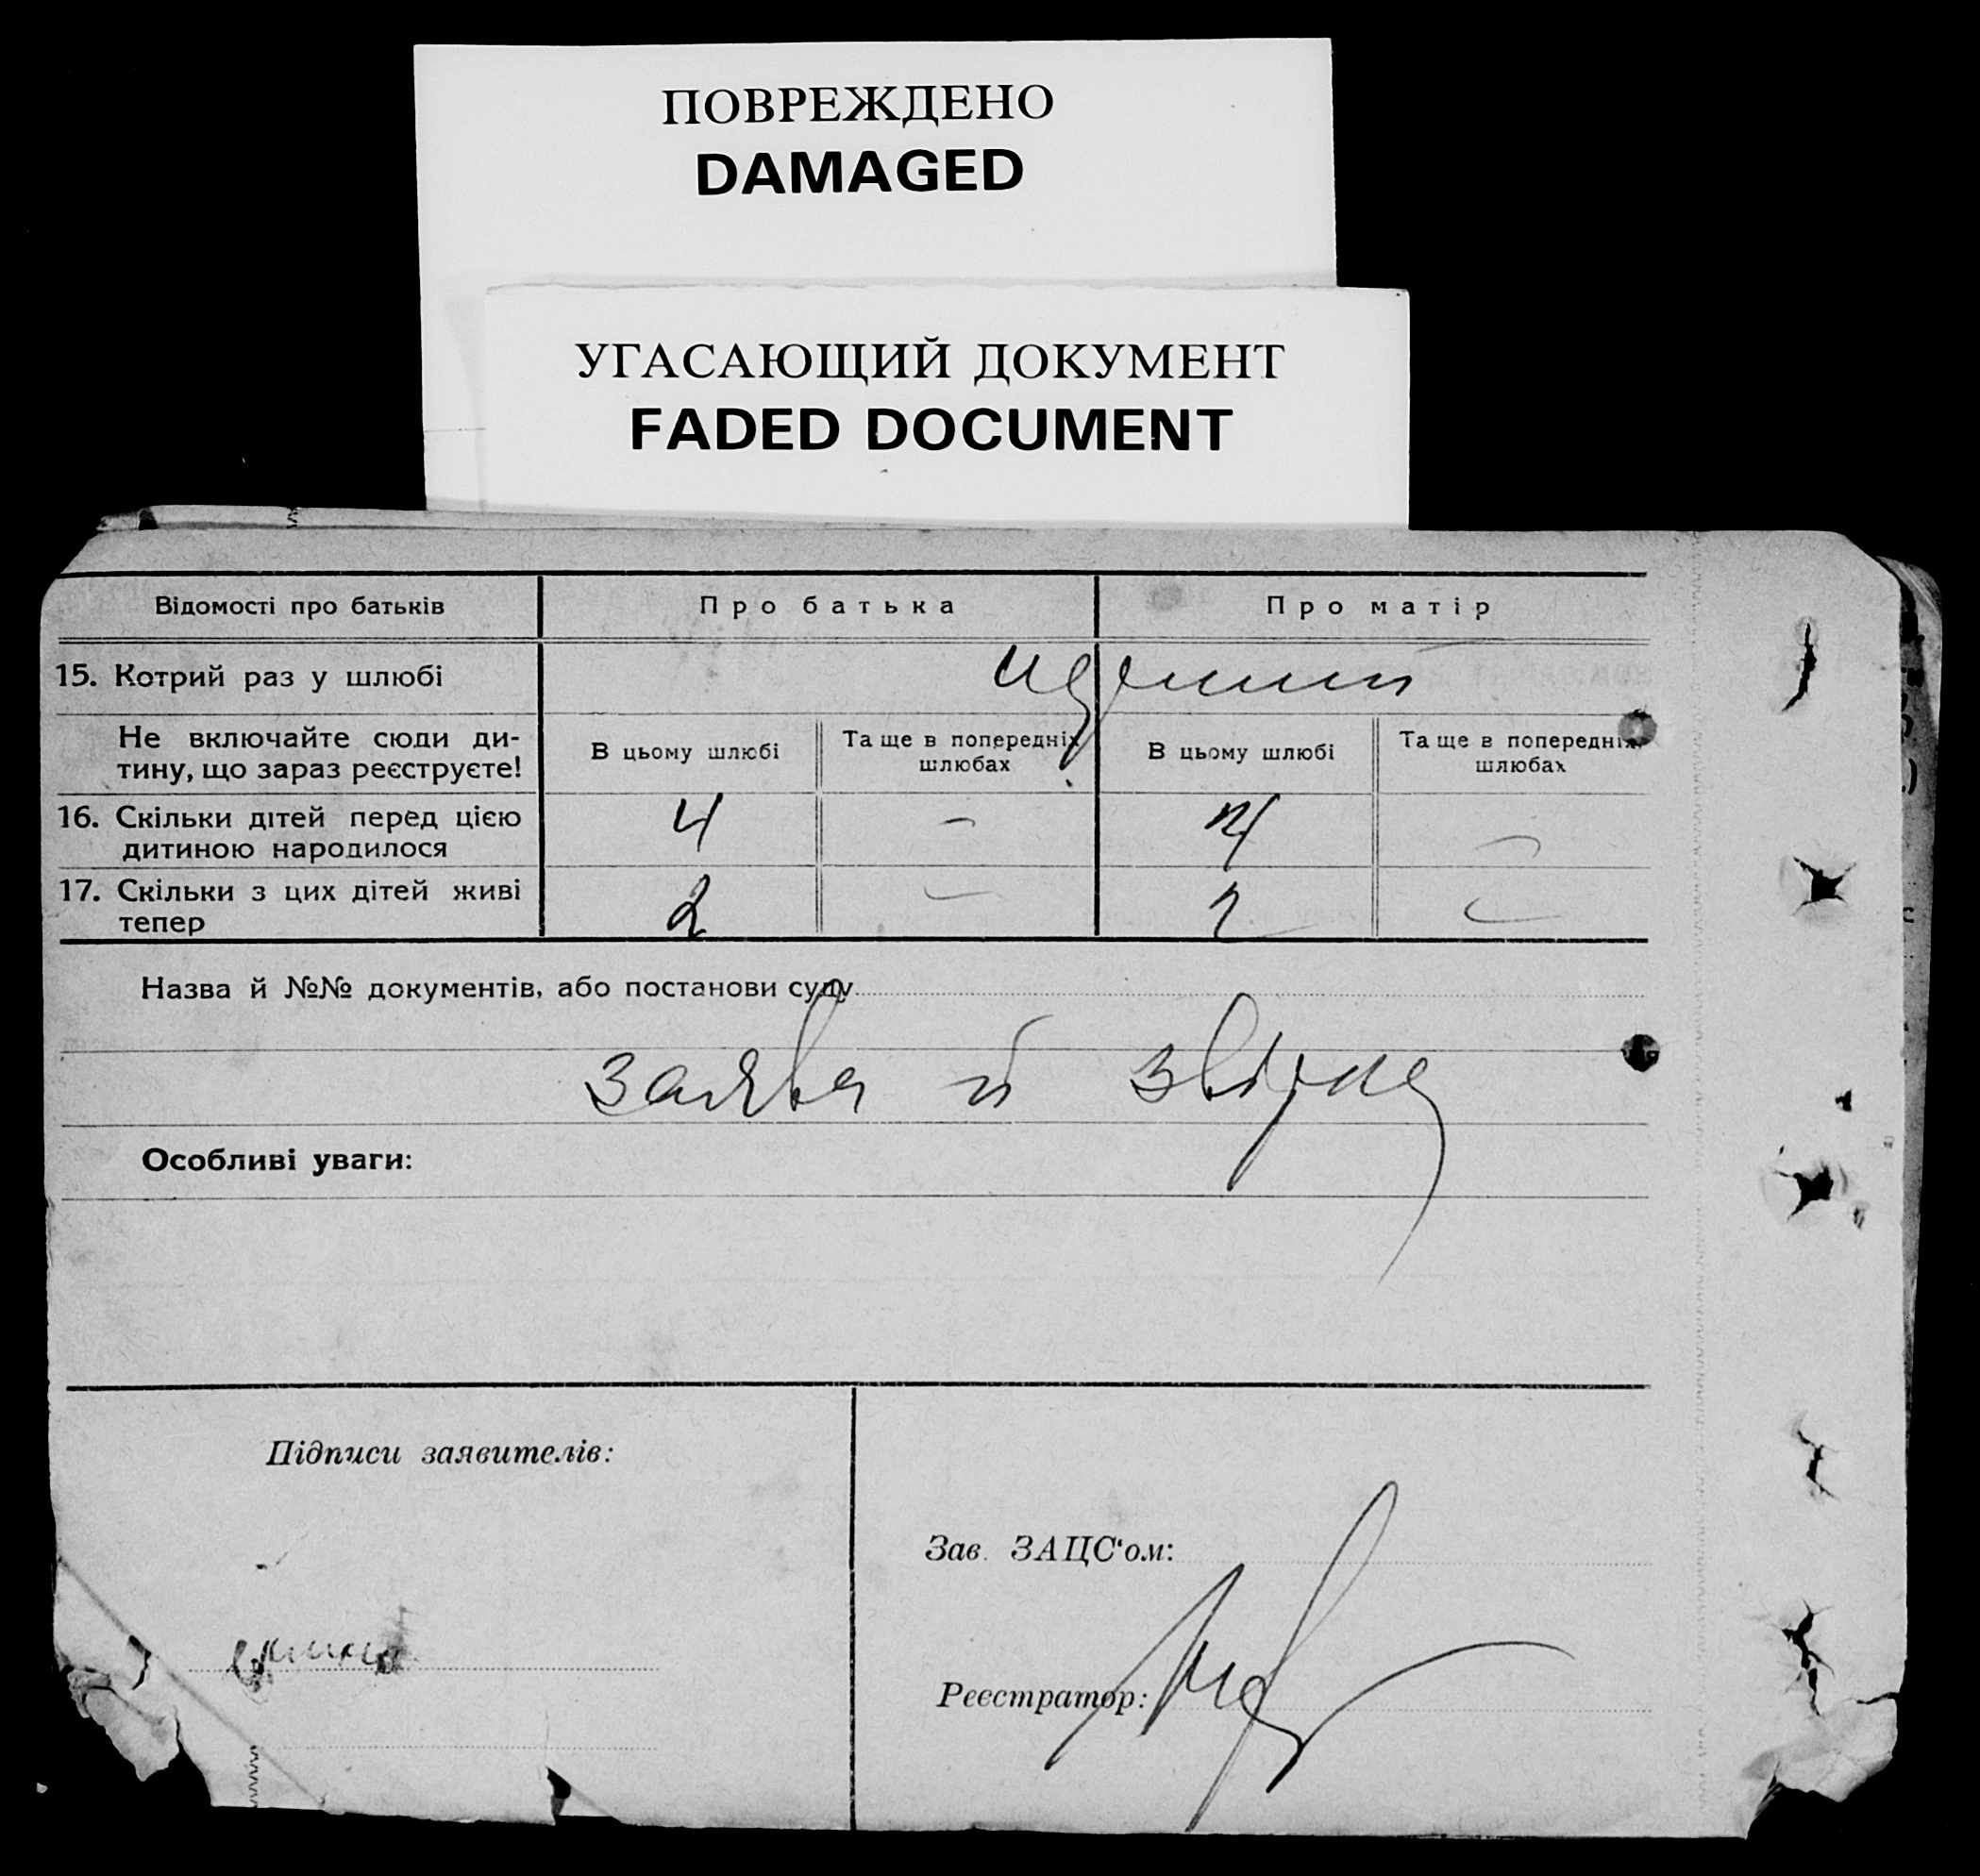 ПОВРЕЖДЕНО
DAMAGED
УГАСАЮЩИЙ ДОКУМЕНТ
FADED DOCUMENT
Відомості про батьків
Про батька
Про матір
15. Котрий раз у шлюбі
Не включайте сюди ди-
тину, що зараз реєструєте!
В цьому шлюбі
Та ще в попередніх
шлюбах
В цьому шлюбі
Та ще в попередніх
шлюбах
16. Скільки дітей перед цією
дитиною народилося
4
–
4
–
17. Скільки з цих дітей живі
тепер
2
–
2
–
Назва й №№ документів, або постанови суду
заява й
Особливі уваги:
Підписи заявителів:
Зав. ЗАЦС‘ом:
Реєстратор: